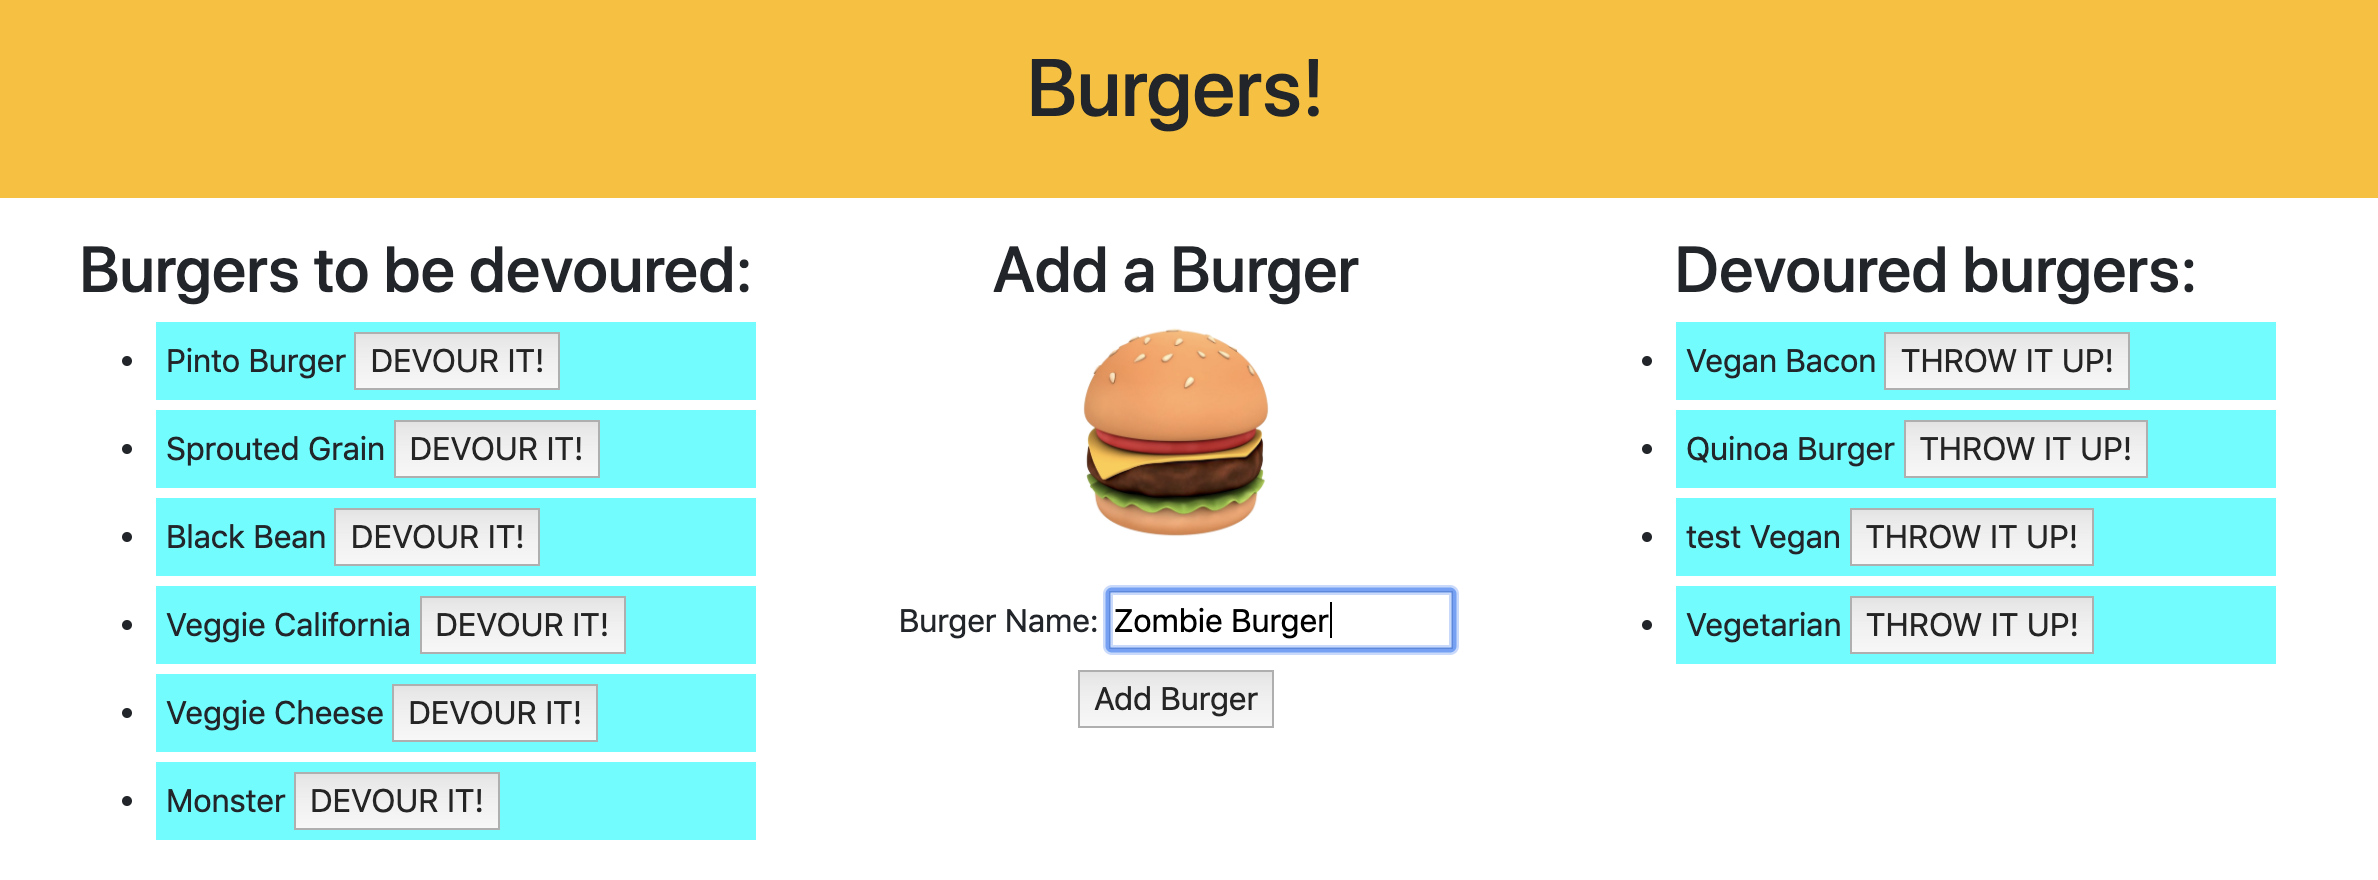 Burgers!
Burgers to be devoured:
Pinto Burger DEVOUR IT!
Sprouted Grain DEVOUR IT!
Black Bean DEVOUR IT!
Veggie California DEVOUR IT!
Veggie Cheese DEVOUR IT!
Monster DEVOUR IT!
Add a Burger
Burger Name: Zombie Burger
Add Burger
Devoured burgers:
Vegan Bacon THROW IT UP!
Quinoa Burger THROW IT UP!
test Vegan THROW IT UP!
Vegetarian THROW IT UP!